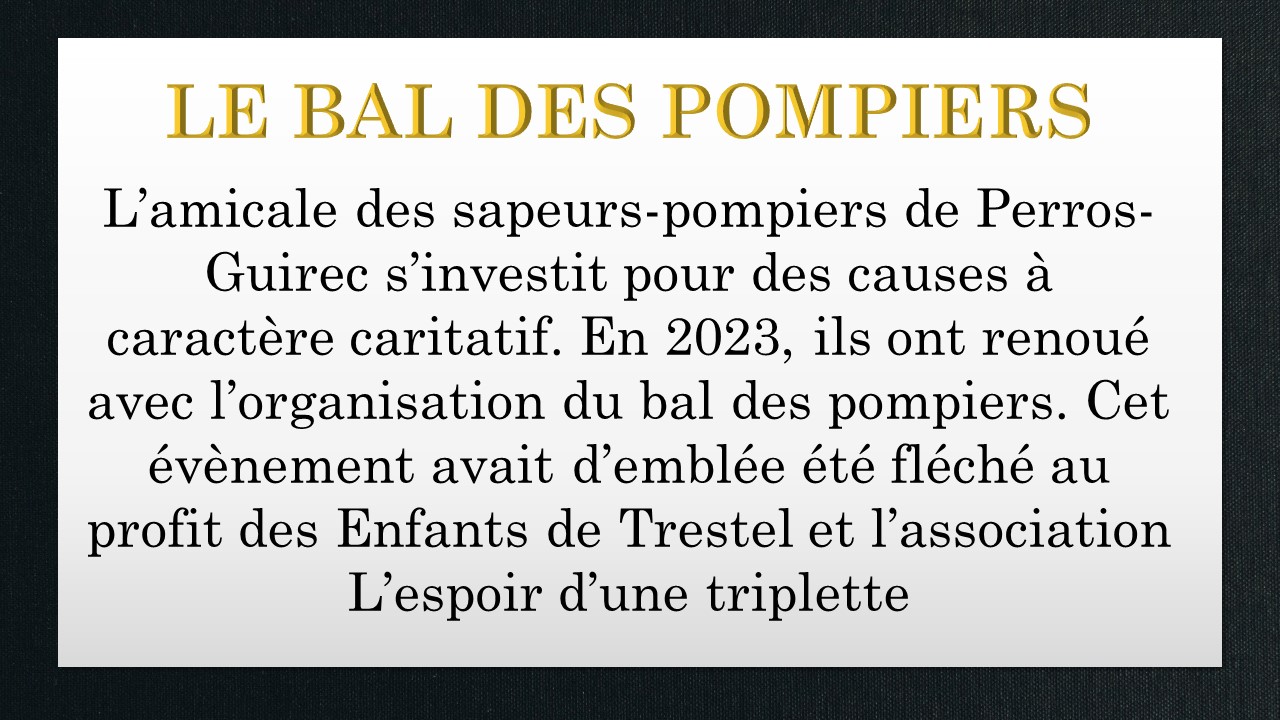 LE BAL DES POMPIERS
L’amicale des sapeurs-pompiers de Perros-
Guirec s’investit pour des causes à
caractère caritatif. En 2023, ils ont renoué
avec l’organisation du bal des pompiers. Cet
évènement avait d’emblée été fléché au
profit des Enfants de Trestel et l’association
L’espoir d’une triplette